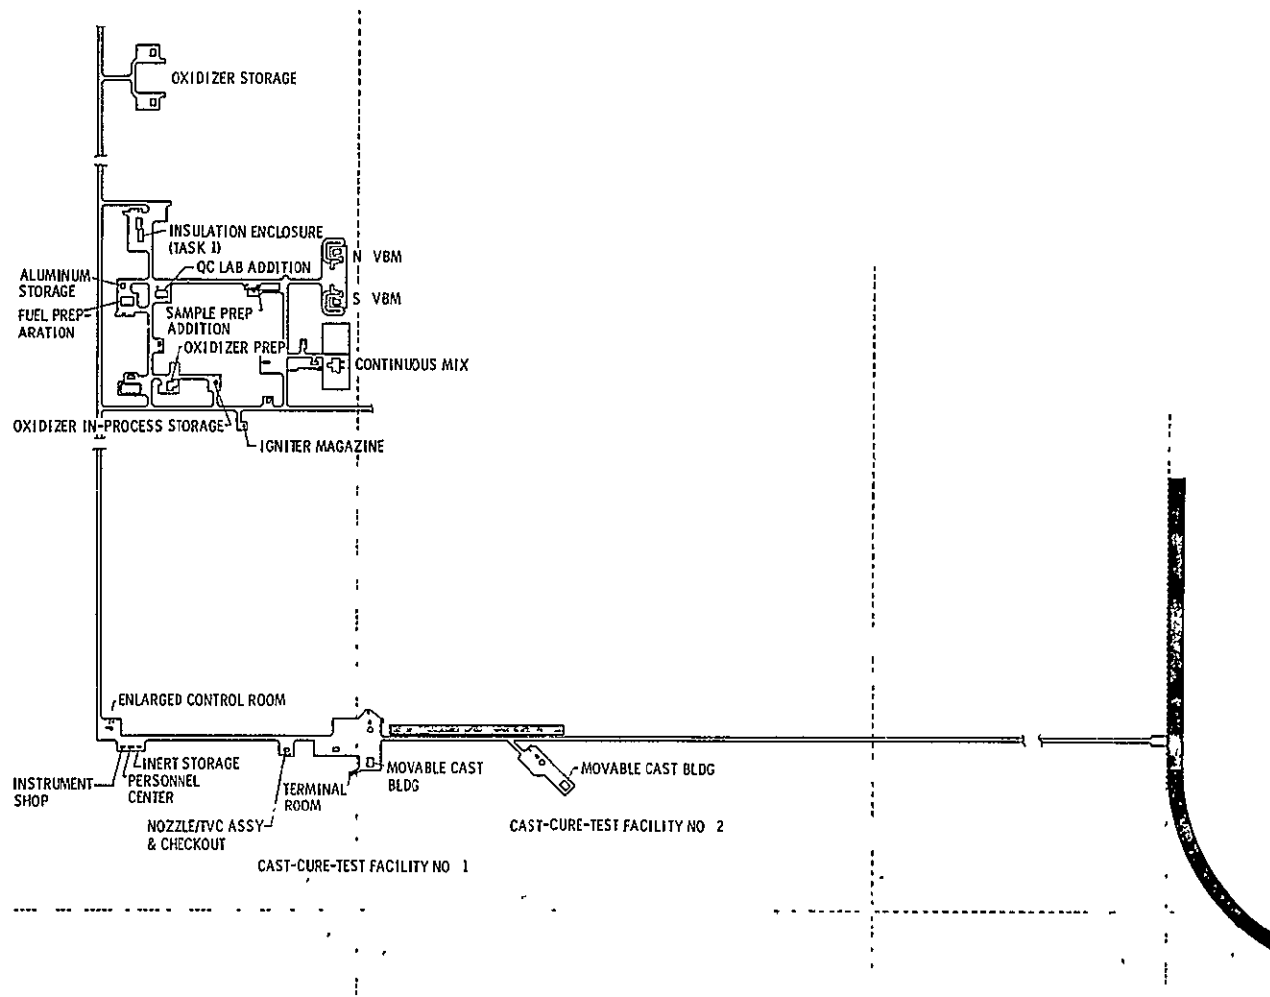 OXIDIZER STORAGE
INSULATION ENCLOSURE
(TASK 1)
N VBM
QC LAB ADDITION
ALUMINUM
STORAGE
S VBM
FUEL PREP-
ARATION
SAMPLE PREP
ADDITION
OXIDIZER PREP
CONTINUOUS MIX
OXIDIZER IN-PROCESS STORAGE
IGNITER MAGAZINE
ENLARGED CONTROL ROOM
INERT STORAGE
PERSONNEL
CENTER
INSTRUMENT
SHOP
TERMINAL
ROOM
MOVABLE CAST
BLDG
MOVABLE CAST BLDG
NOZZLE/TVC ASSY
& CHECKOUT
CAST-CURE-TEST FACILITY NO 2
CAST-CURE-TEST FACILITY NO 1